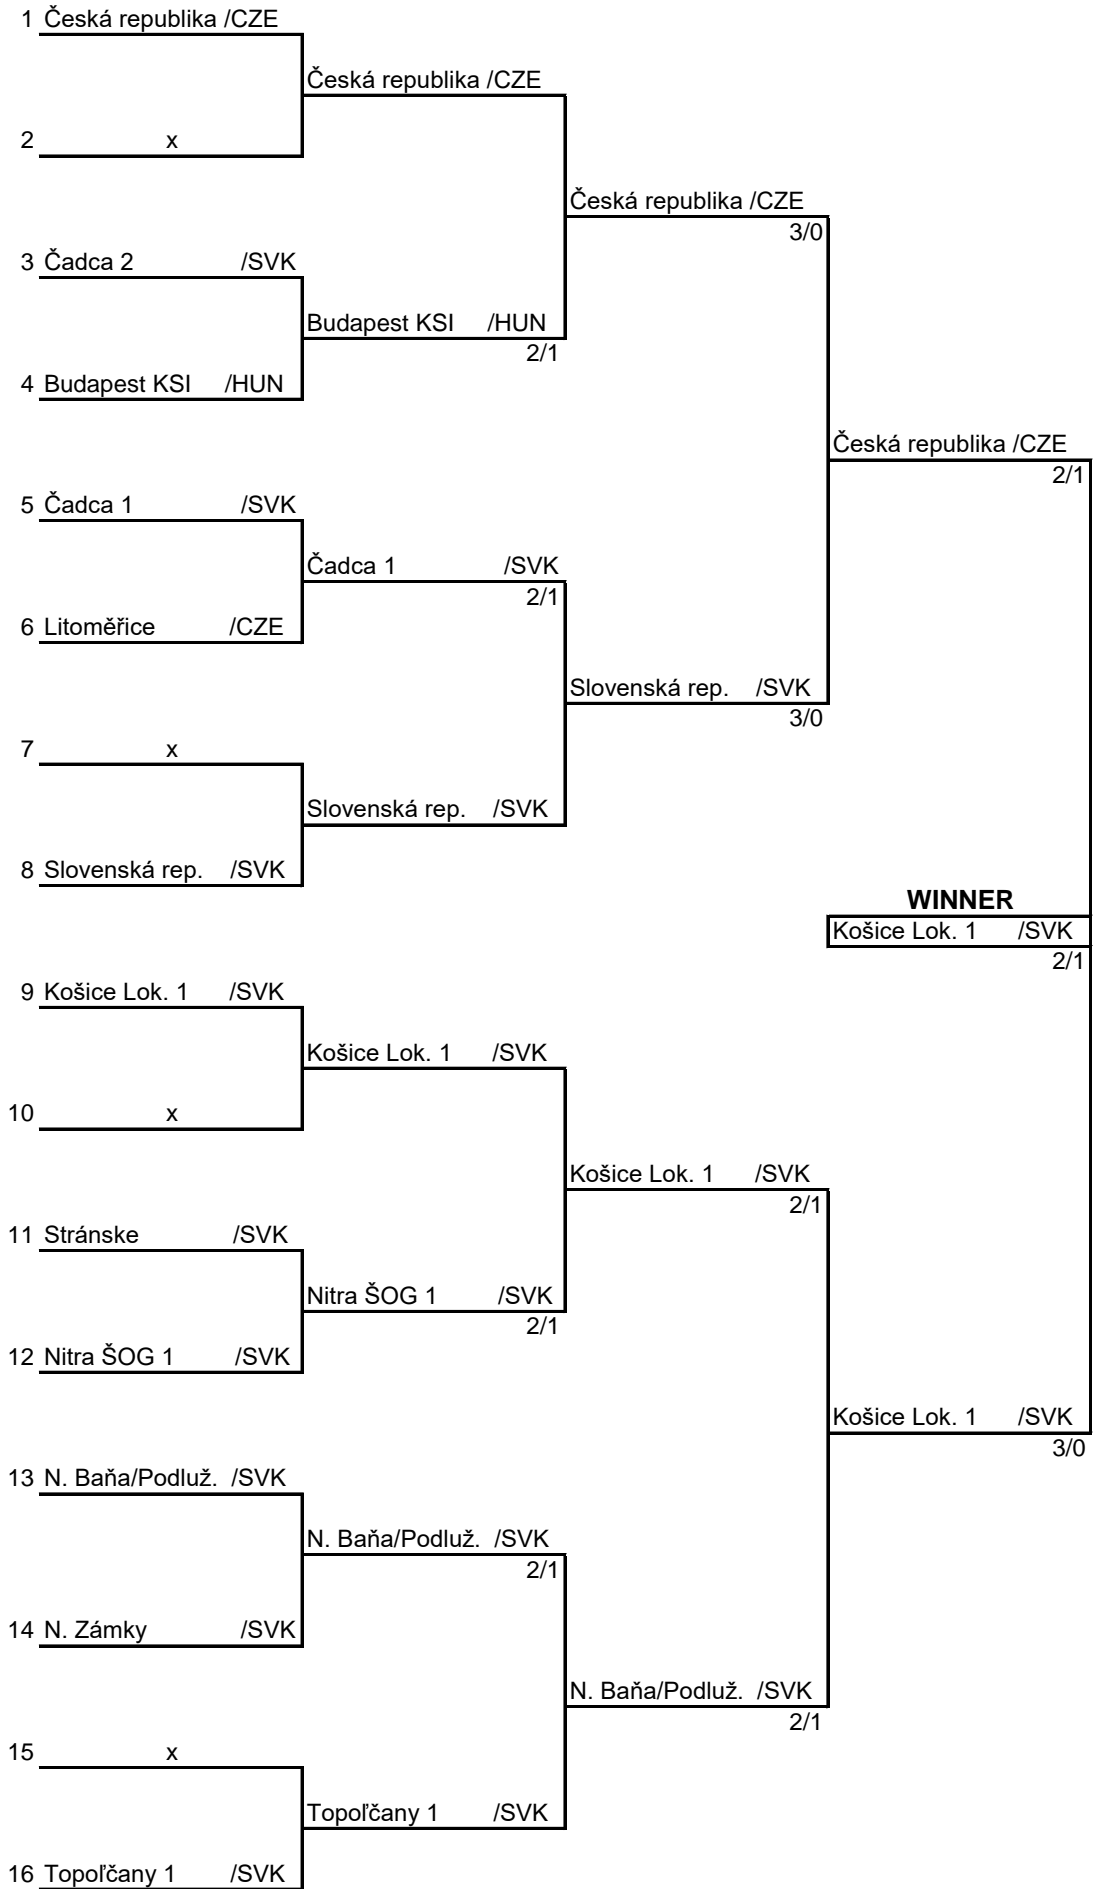 1 Česká republika /CZE
Česká republika /CZE
2 x
Česká republika /CZE
3/0
3 Čadca 2 /SVK
Budapest KSI /HUN
2/1
4 Budapest KSI /HUN
Česká republika /CZE
2/1
5 Čadca 1 /SVK
Čadca 1 /SVK
2/1
6 Litoměřice /CZE
Slovenská rep. /SVK
3/0
7 x
Slovenská rep. /SVK
8 Slovenská rep. /SVK
WINNER
Košice Lok. 1 /SVK
2/1
9 Košice Lok. 1 /SVK
Košice Lok. 1 /SVK
10 x
Košice Lok. 1 /SVK
2/1
11 Stránske /SVK
Nitra ŠOG 1 /SVK
2/1
12 Nitra ŠOG 1 /SVK
Košice Lok. 1 /SVK
3/0
13 N. Baňa/Podluž. /SVK
N. Baňa/Podluž. /SVK
2/1
14 N. Zámky /SVK
N. Baňa/Podluž. /SVK
2/1
15 x
Topoľčany 1 /SVK
16 Topoľčany 1 /SVK